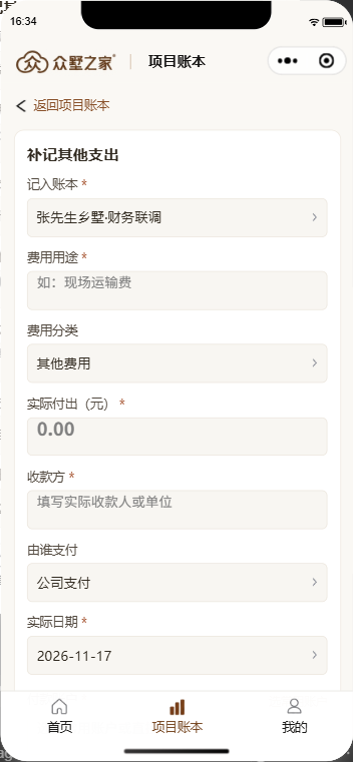 16:34
众墅之家
项目账本
返回项目账本
补记其他支出
记入账本 *
张先生乡墅·财务联调
费用用途 *
如：现场运输费
费用分类
其他费用
实际付出（元） *
0.00
收款方 *
填写实际收款人或单位
由谁支付
公司支付
实际日期 *
2026-11-17
首页
项目账本
我的